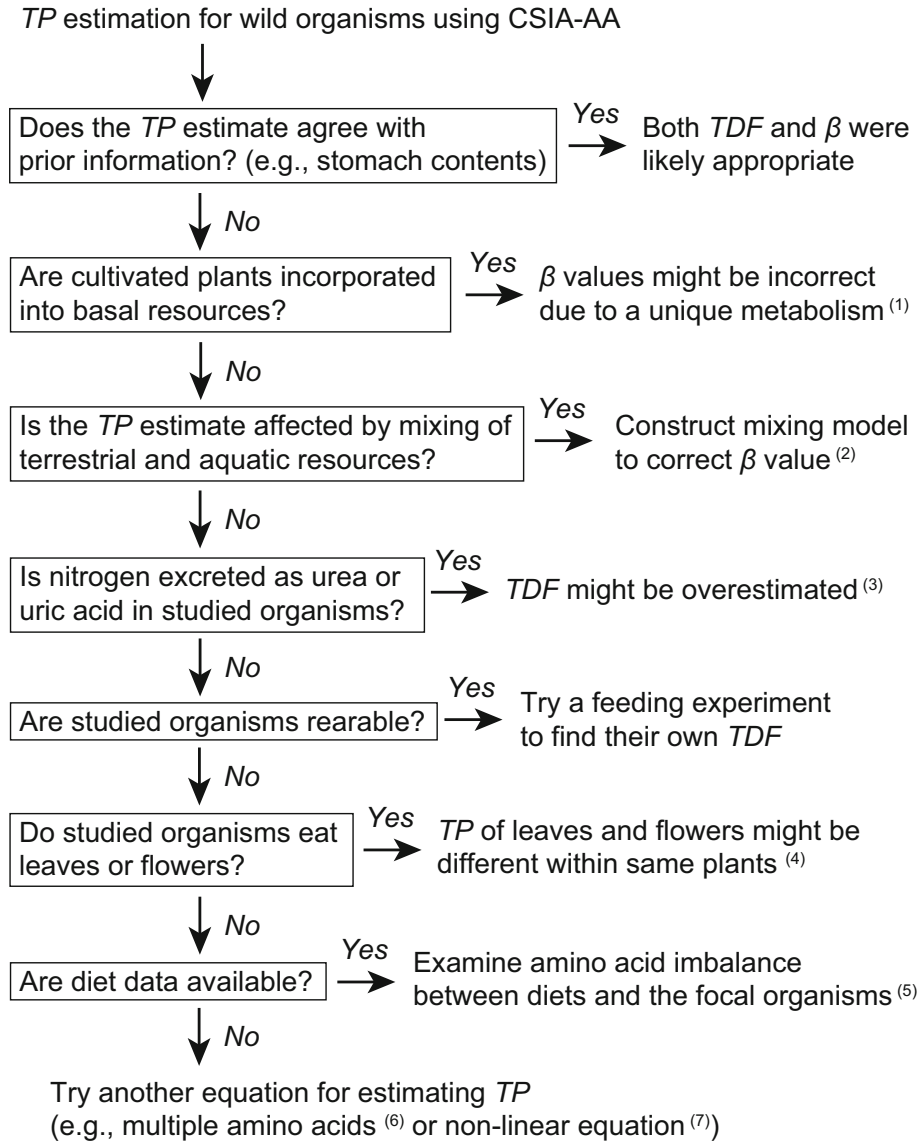 TP estimation for wild organisms using CSIA-AA
Does the TP estimate agree with
prior information? (e.g., stomach contents)
Yes
Both TDF and β were
likely appropriate
No
Are cultivated plants incorporated
into basal resources?
Yes
β values might be incorrect
due to a unique metabolism (1)
No
Is the TP estimate affected by mixing of
terrestrial and aquatic resources?
Yes
Construct mixing model
to correct β value (2)
No
Is nitrogen excreted as urea or
uric acid in studied organisms?
Yes
TDF might be overestimated (3)
No
Are studied organisms rearable?
Yes
Try a feeding experiment
to find their own TDF
No
Do studied organisms eat
leaves or flowers?
Yes
TP of leaves and flowers might be
different within same plants (4)
No
Are diet data available?
Yes
Examine amino acid imbalance
between diets and the focal organisms (5)
No
Try another equation for estimating TP
(e.g., multiple amino acids (6) or non-linear equation (7))